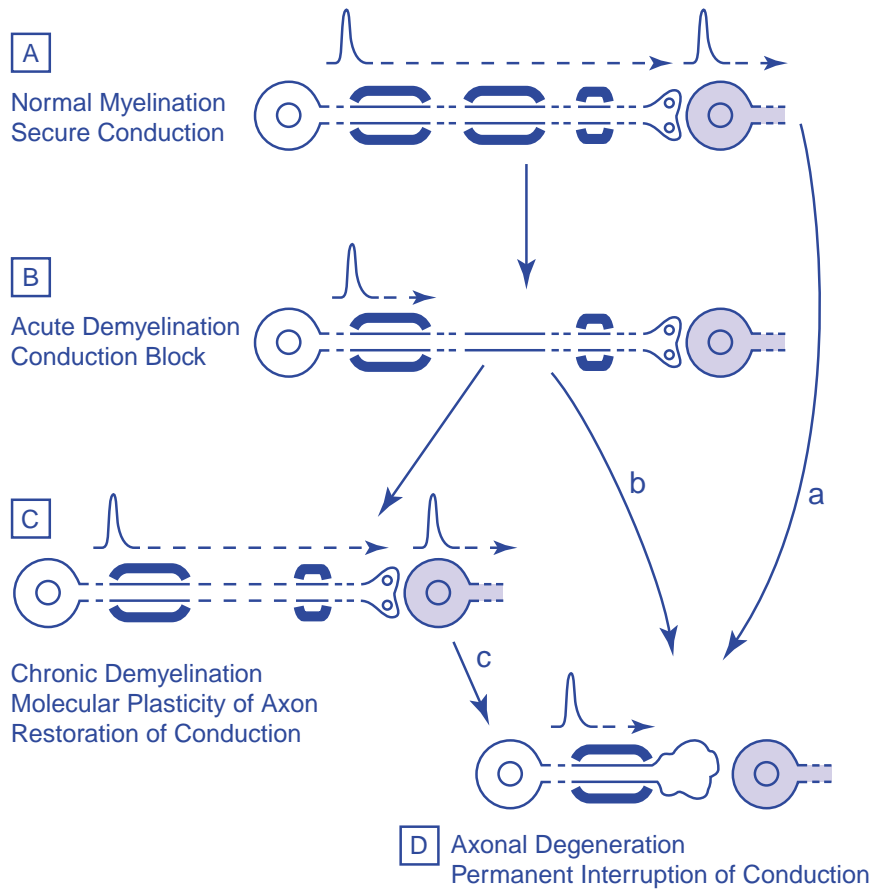 A
Normal Myelination
Secure Conduction
B
Acute Demyelination
Conduction Block
b
a
C
c
Chronic Demyelination
Molecular Plasticity of Axon
Restoration of Conduction
D Axonal Degeneration
Permanent Interruption of Conduction